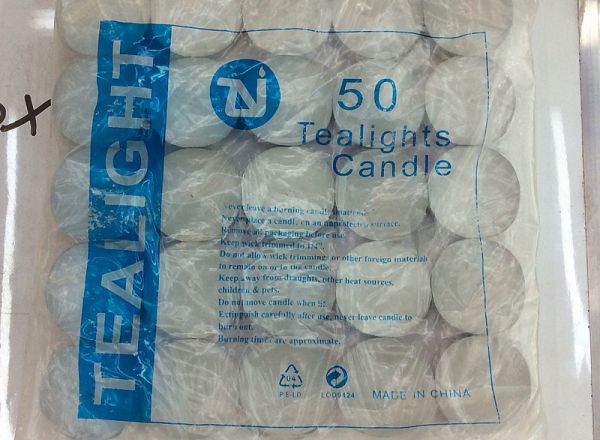 TEALIGHT
50
Tealights
Candle
Never leave a burning candle unattend-
Never place a candle on an unprotected surface.
Remove all packaging before use.
Keep wick trimmed to 1/4".
Do not allow wick trimmings or other foreign materials
to remain on or in the candle
Keep away from draughts, other heat sources,
children & pets.
Do not move candle when lit.
Extinguish carefully after use, never leave candle to
burn out.
Burning times are approximate.
04
PE-LD
LOD9424
MADE IN CHINA